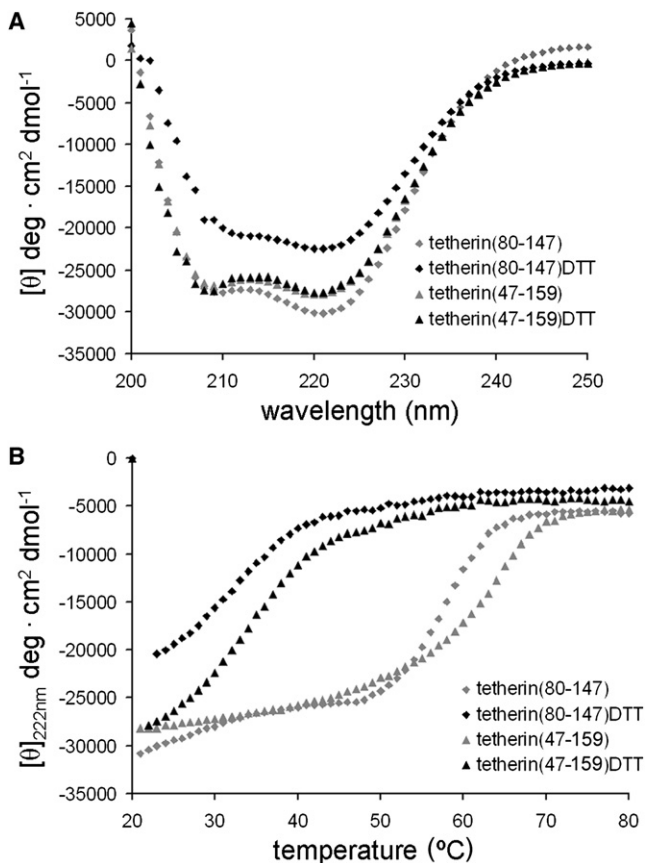 A
5000
0
-5000
-10000
-15000
-20000
-25000
-30000
-35000
[θ] deg · cm² dmol⁻¹
tetherin(80-147)
tetherin(80-147)DTT
tetherin(47-159)
tetherin(47-159)DTT
200 210 220 230 240 250
wavelength (nm)
B
0
-5000
-10000
-15000
-20000
-25000
-30000
-35000
[θ]₂₂₂nm deg · cm² dmol⁻¹
tetherin(80-147)
tetherin(80-147)DTT
tetherin(47-159)
tetherin(47-159)DTT
20 30 40 50 60 70 80
temperature (ºC)